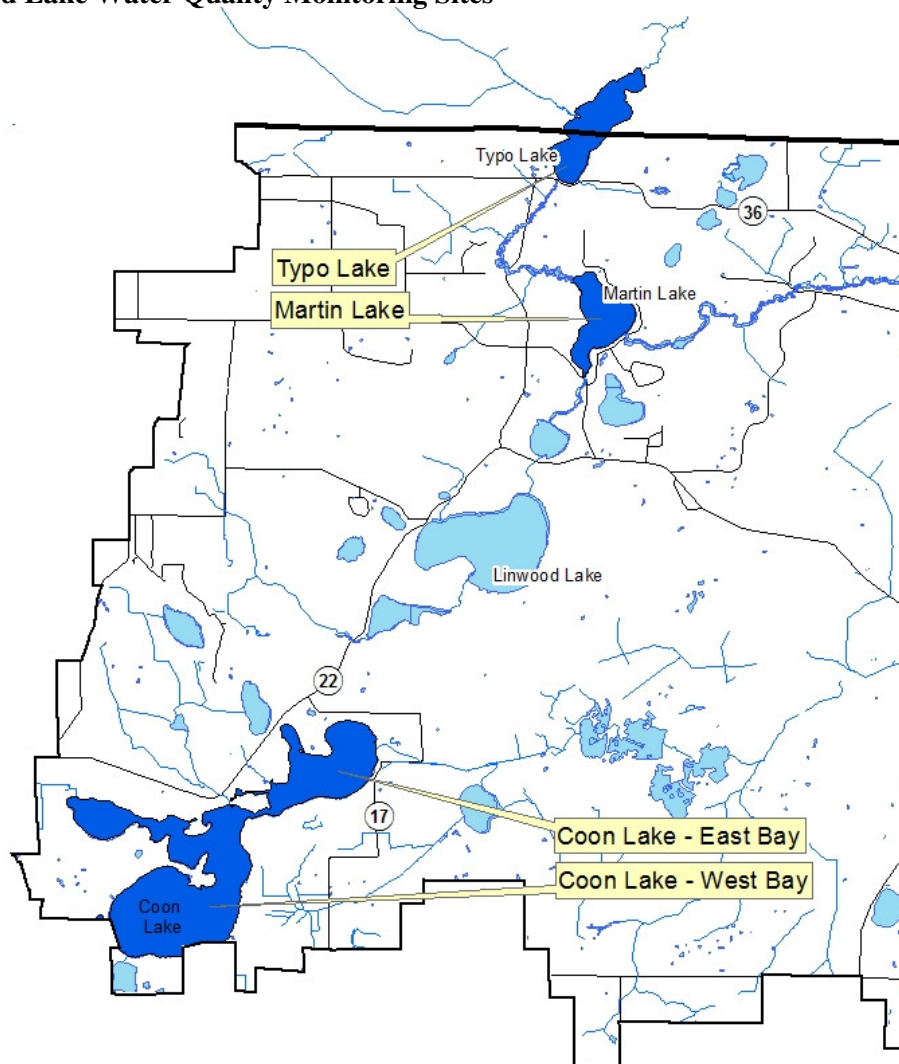 Lake Water Quality Monitoring Sites
Typo Lake
36
Typo Lake
Martin Lake
Martin Lake
Linwood Lake
22
17
Coon Lake - East Bay
Coon Lake - West Bay
Coon
Lake